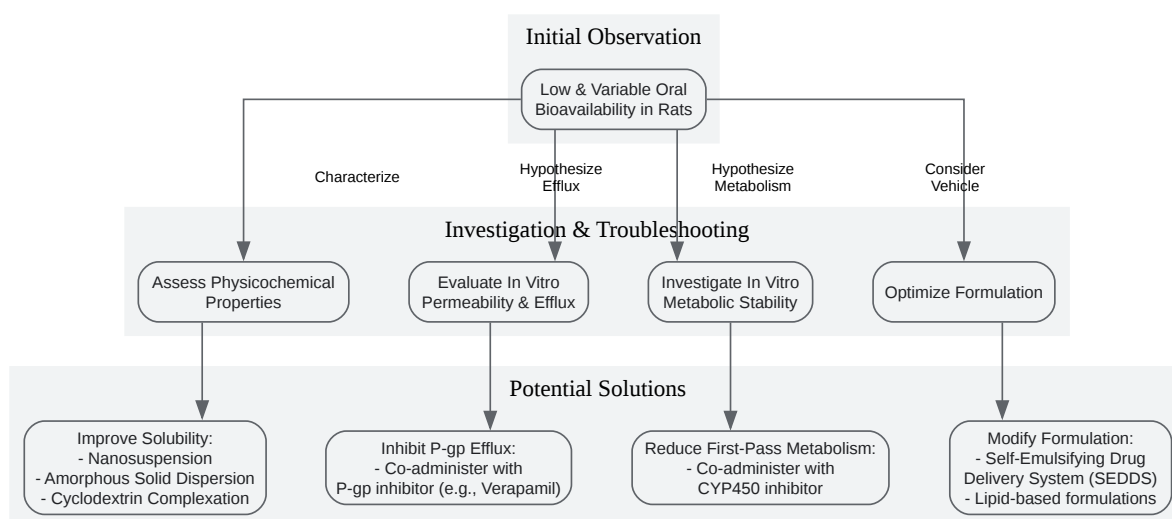 Initial Observation
Low & Variable Oral
Bioavailability in Rats
Characterize
Hypothesize
Efflux
Hypothesize
Metabolism
Consider
Vehicle
Investigation & Troubleshooting
Assess Physicochemical
Properties
Evaluate In Vitro
Permeability & Efflux
Investigate In Vitro
Metabolic Stability
Optimize Formulation
Potential Solutions
Improve Solubility:
- Nanosuspension
- Amorphous Solid Dispersion
- Cyclodextrin Complexation
Inhibit P-gp Efflux:
- Co-administer with
P-gp inhibitor (e.g., Verapamil)
Reduce First-Pass Metabolism:
- Co-administer with
CYP450 inhibitor
Modify Formulation:
- Self-Emulsifying Drug
Delivery System (SEDDS)
- Lipid-based formulations